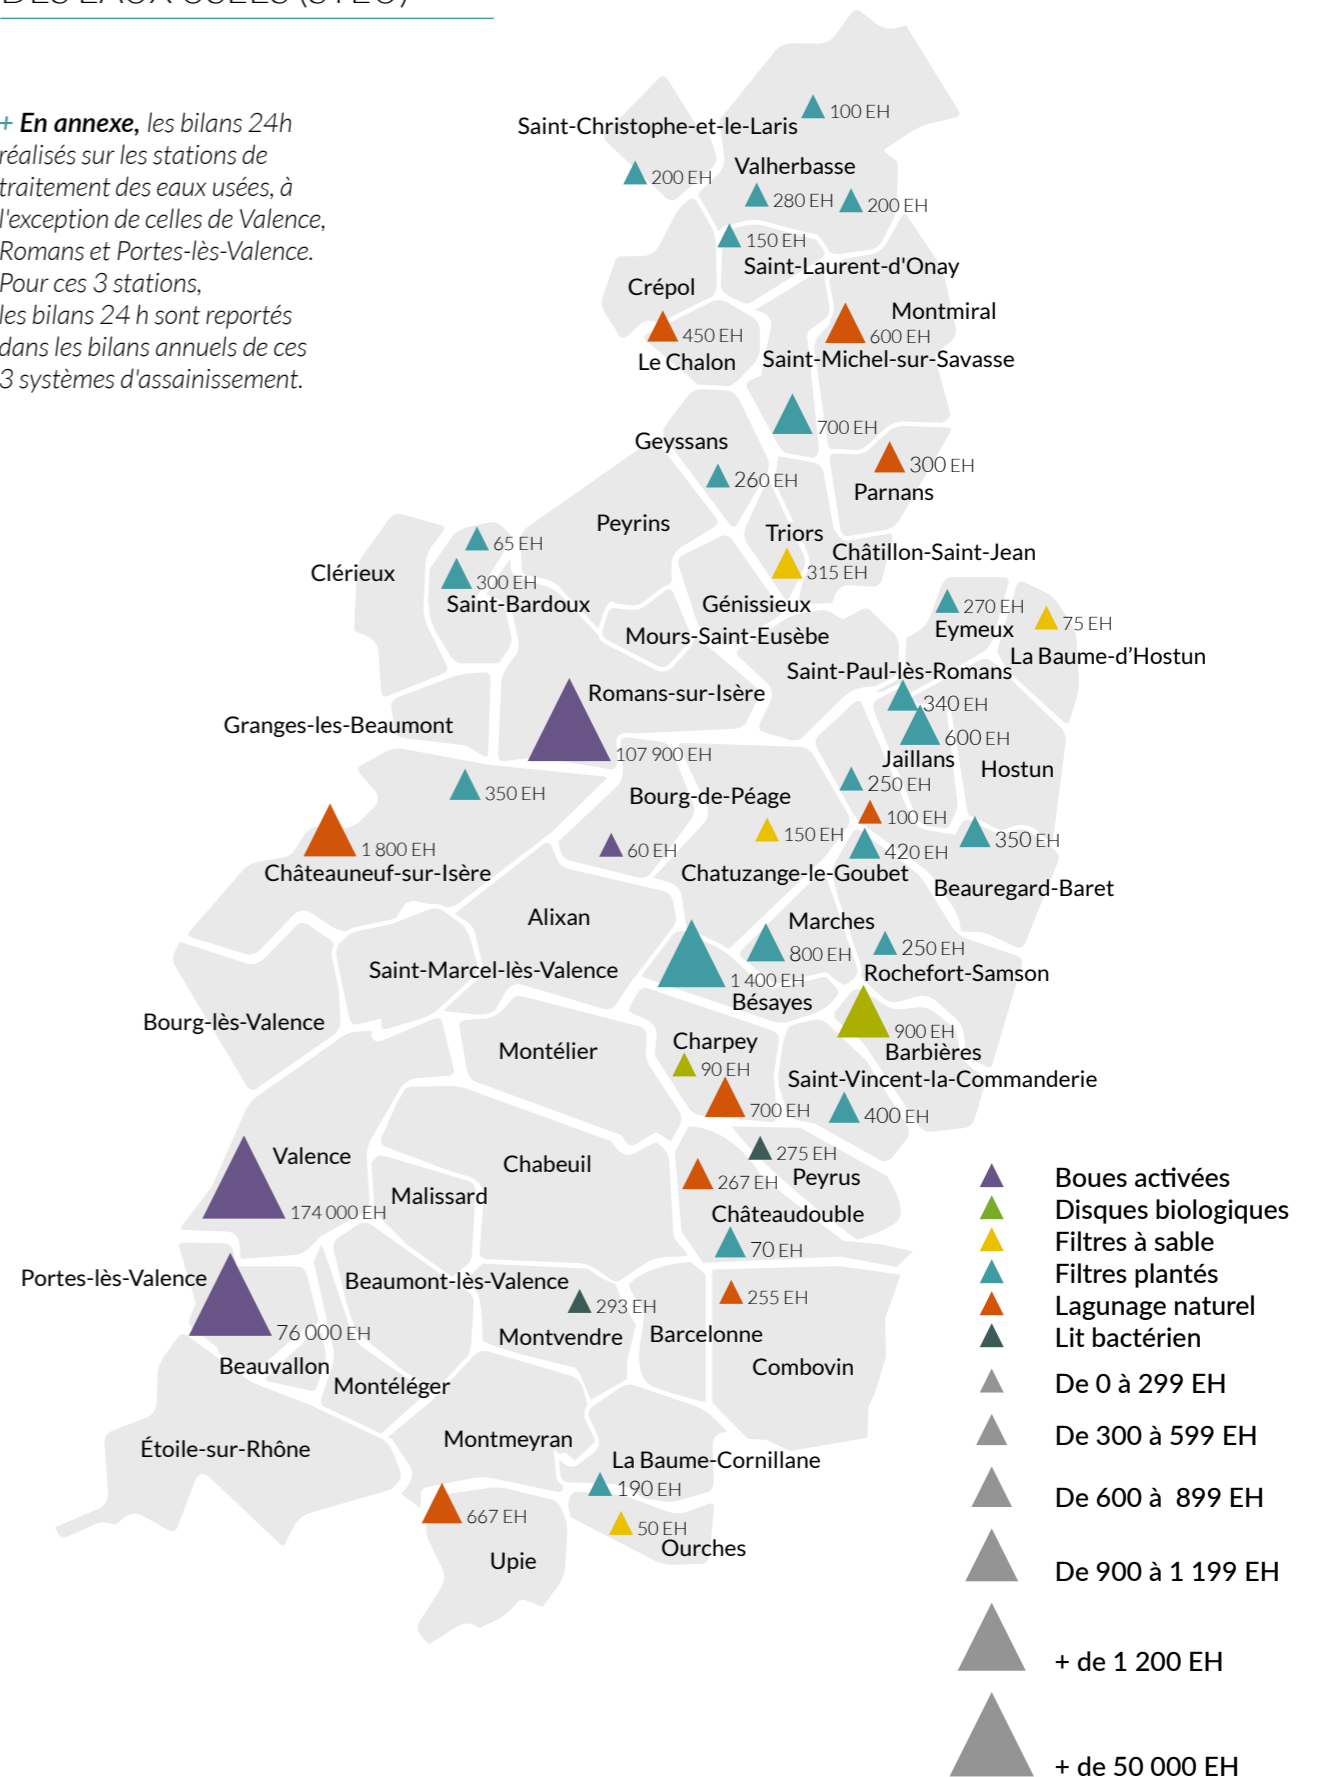 DES EAUX USÉES (STEU)
+ En annexe, les bilans 24h
réalisés sur les stations de
traitement des eaux usées, à
l'exception de celles de Valence,
Romans et Portes-lès-Valence.
Pour ces 3 stations,
les bilans 24 h sont reportés
dans les bilans annuels de ces
3 systèmes d'assainissement.
100 EH
Saint-Christophe-et-le-Laris
Valherbasse
200 EH
280 EH
200 EH
150 EH
Saint-Laurent-d'Onay
Crépol
Montmiral
450 EH
600 EH
Le Chalon
Saint-Michel-sur-Savasse
700 EH
Geyssans
300 EH
260 EH
Parnans
Peyrins
Triors
65 EH
Châtillon-Saint-Jean
Clérieux
315 EH
300 EH
Saint-Bardoux
Génissieux
270 EH
75 EH
Eymeux
Mours-Saint-Eusèbe
La Baume-d’Hostun
Saint-Paul-lès-Romans
Romans-sur-Isère
340 EH
Granges-les-Beaumont
600 EH
107 900 EH
Jaillans
Hostun
250 EH
350 EH
Bourg-de-Péage
100 EH
150 EH
350 EH
1 800 EH
60 EH
420 EH
Châteauneuf-sur-Isère
Chatuzange-le-Goubet
Beauregard-Baret
Alixan
Marches
800 EH
250 EH
Saint-Marcel-lès-Valence
Rochefort-Samson
1 400 EH
Bésayes
Bourg-lès-Valence
900 EH
Charpey
Montélier
Barbières
90 EH
Saint-Vincent-la-Commanderie
700 EH
400 EH
Valence
275 EH
Chabeuil
Peyrus
267 EH
Malissard
174 000 EH
Châteaudouble
70 EH
Portes-lès-Valence
Beaumont-lès-Valence
255 EH
293 EH
76 000 EH
Montvendre
Barcelonne
Beauvallon
Combovin
Montéléger
Étoile-sur-Rhône
Montmeyran
La Baume-Cornillane
190 EH
667 EH
50 EH
Ourches
Upie
Boues activées
Disques biologiques
Filtres à sable
Filtres plantés
Lagunage naturel
Lit bactérien
De 0 à 299 EH
De 300 à 599 EH
De 600 à 899 EH
De 900 à 1 199 EH
+ de 1 200 EH
+ de 50 000 EH